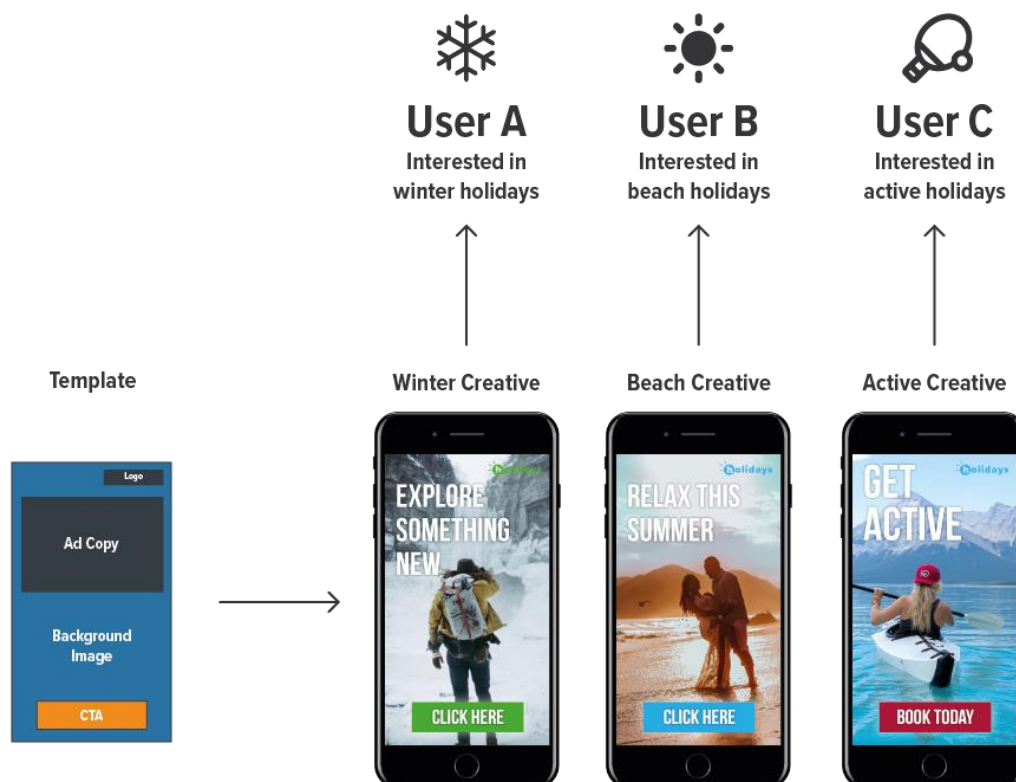 User A
Interested in
winter holidays
User B
Interested in
beach holidays
User C
Interested in
active holidays
Template
Winter Creative
Beach Creative
Active Creative
Logo
Ad Copy
Background
Image
CTA
holidays
EXPLORE
SOMETHING
NEW
CLICK HERE
holidays
RELAX THIS
SUMMER
CLICK HERE
holidays
GET
ACTIVE
BOOK TODAY